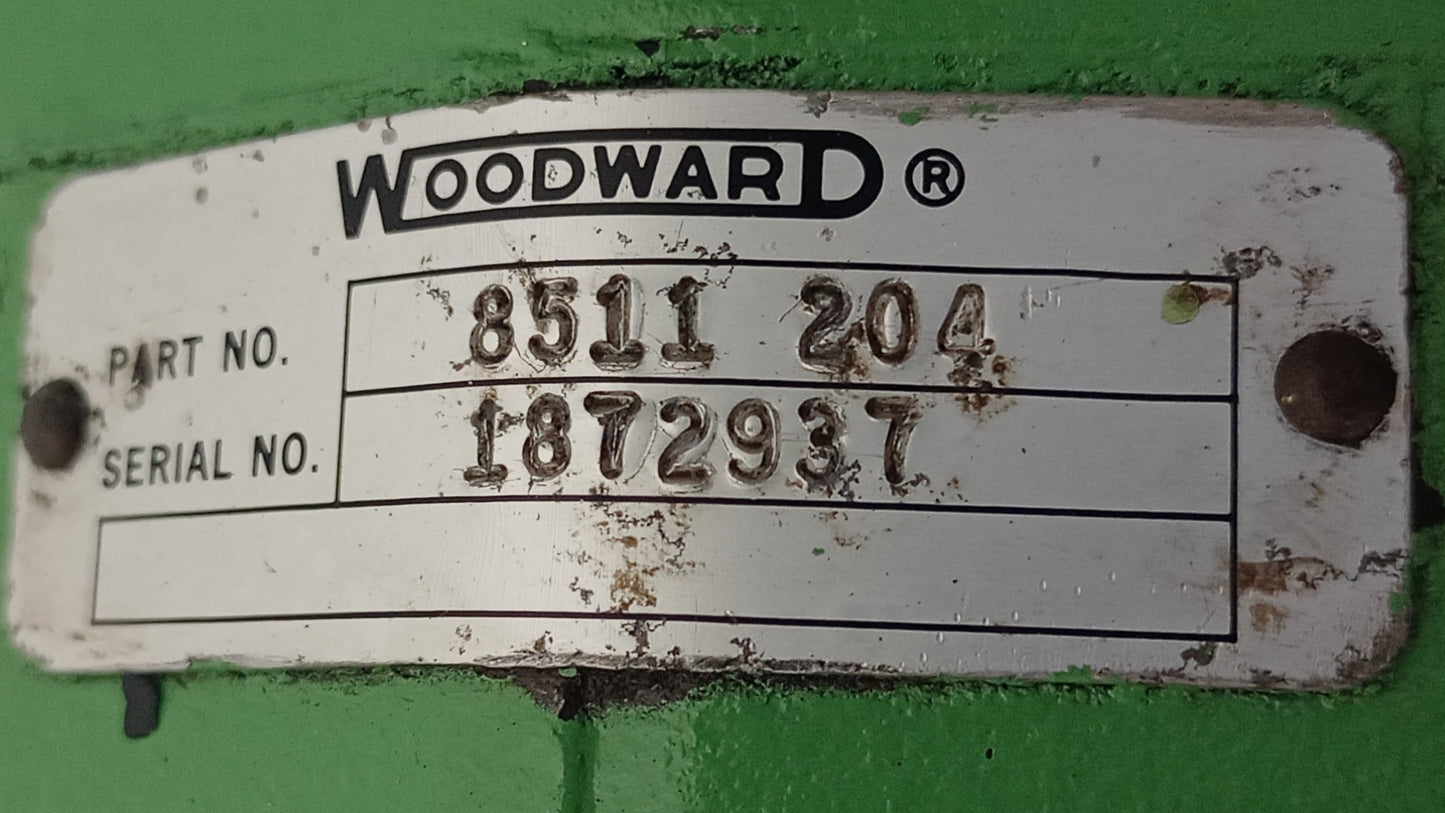 WOODWARD ®
PART NO. 8511 204
SERIAL NO. 1872937